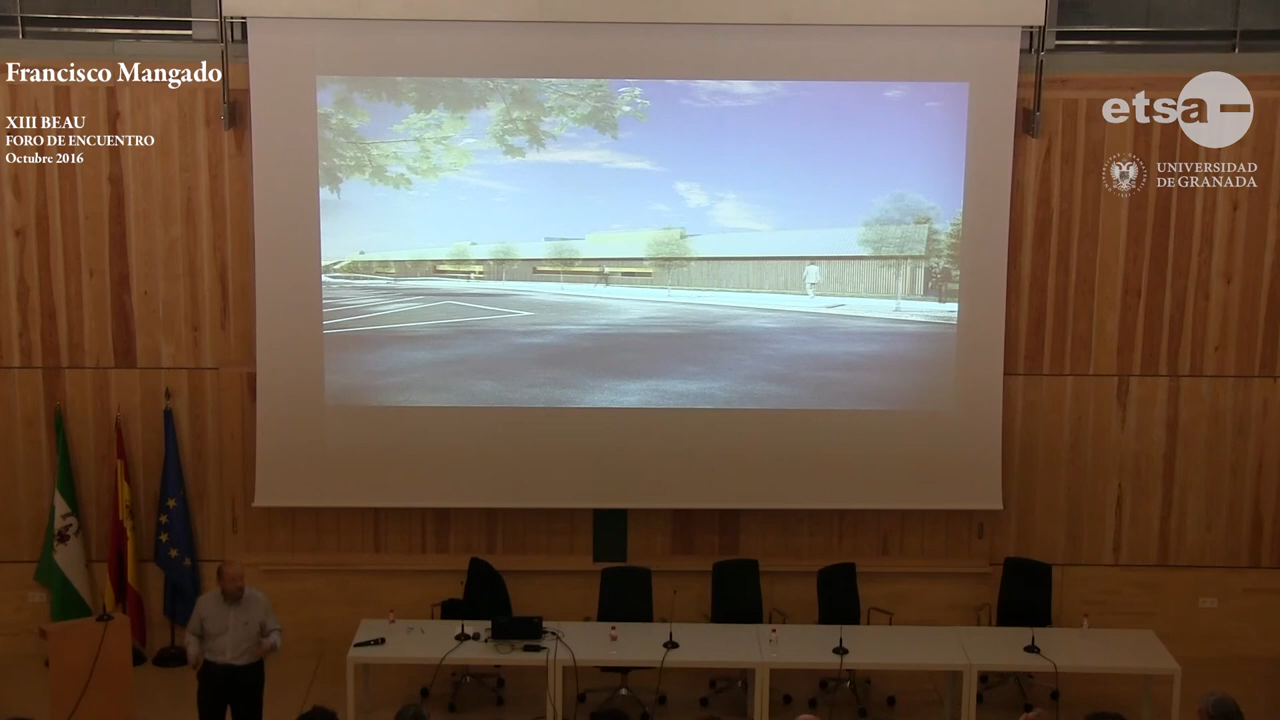 Francisco Mangado
XIII BEAU
FORO DE ENCUENTRO
Octubre 2016
etsa
UNIVERSIDAD
DE GRANADA